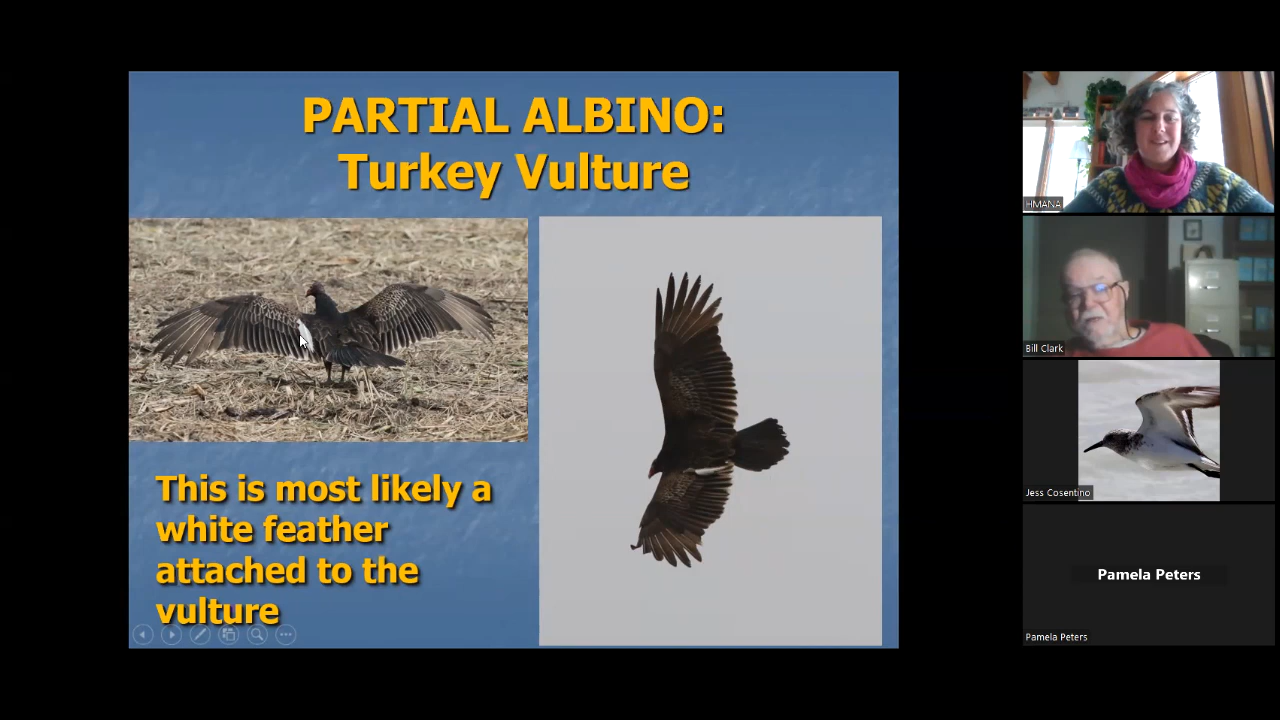 PARTIAL ALBINO:
Turkey Vulture
This is most likely a
white feather
attached to the
vulture
HMANA
Bill Clark
Jess Cosentino
Pamela Peters
Pamela Peters